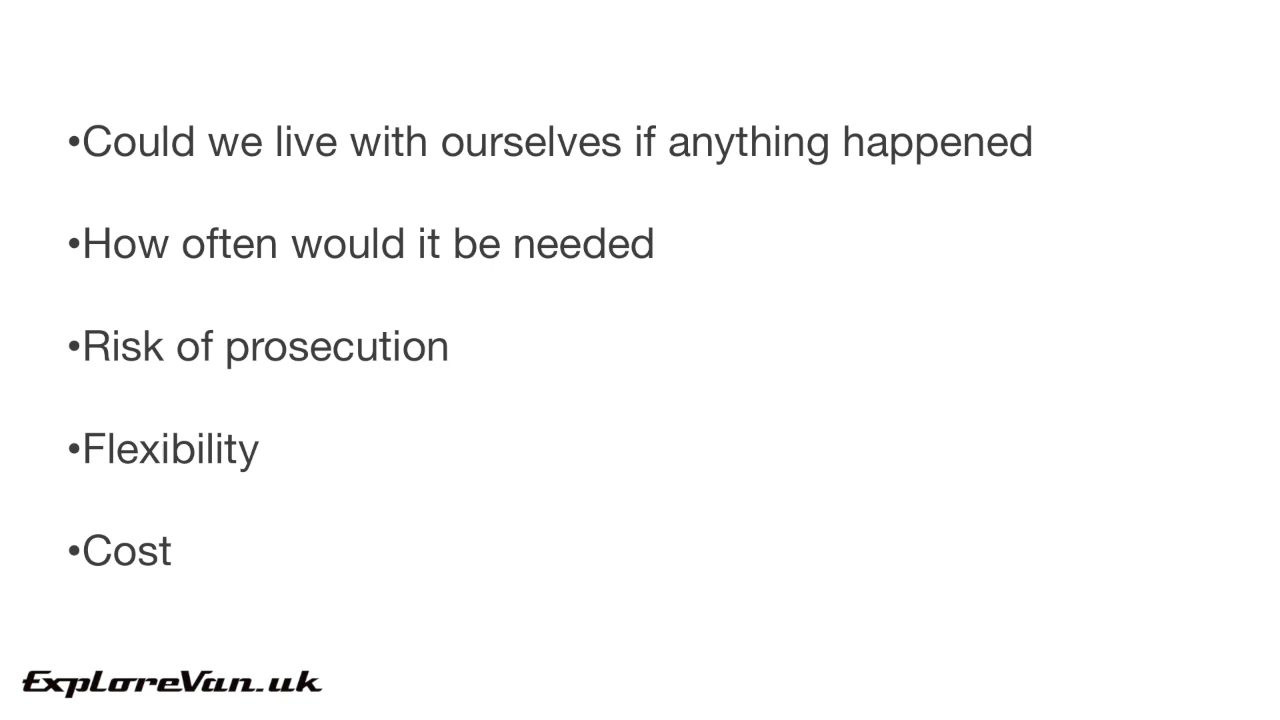 •Could we live with ourselves if anything happened
•How often would it be needed
•Risk of prosecution
•Flexibility
•Cost
ExploreVan.uk